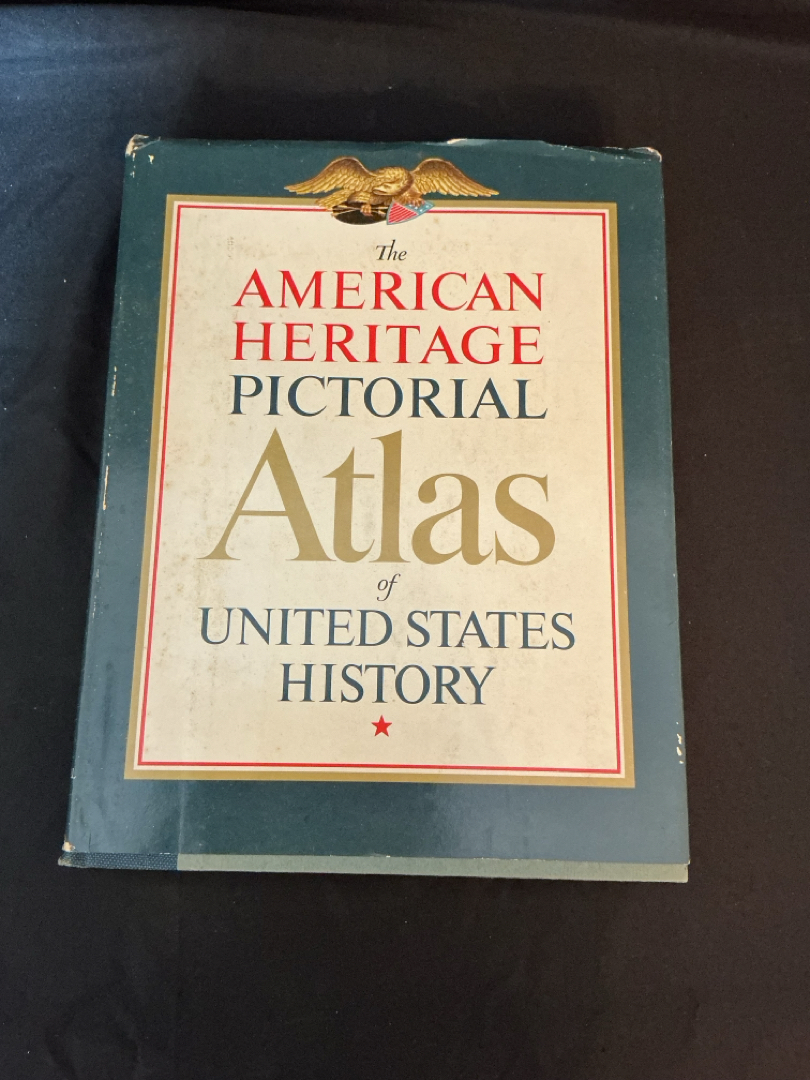 The
AMERICAN
HERITAGE
PICTORIAL
Atlas
of
UNITED STATES
HISTORY